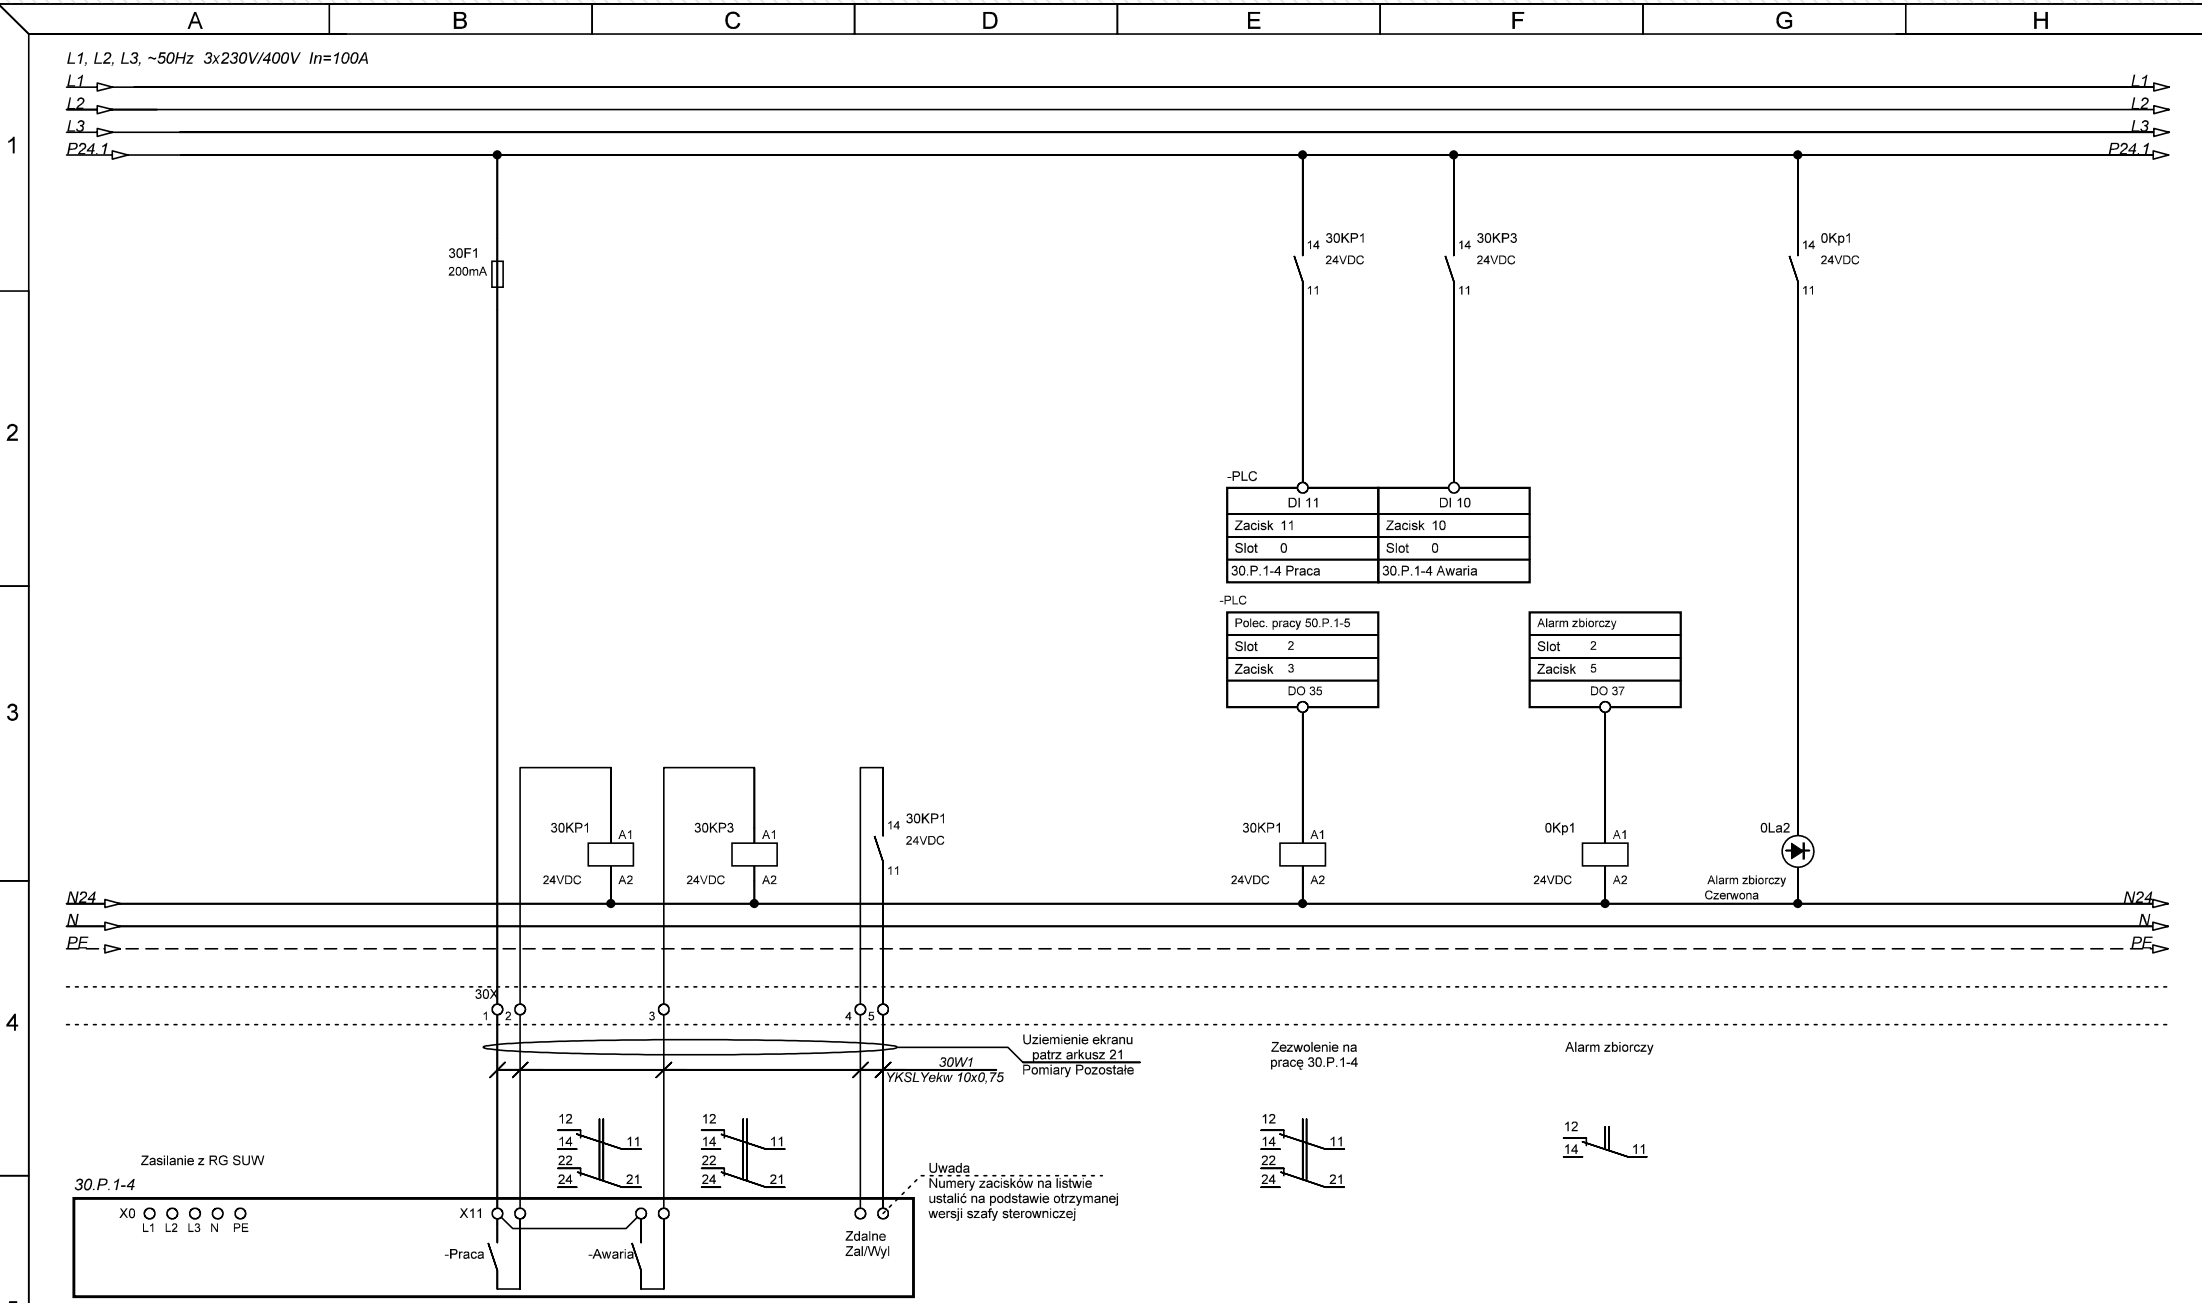 A B C D E F G H
L1, L2, L3, ~50Hz 3x230V/400V In=100A
L1 L1
L2 L2
L3 L3
1
P24.1 P24.1
30F1
200mA
14 30KP1
24VDC
11
14 30KP3
24VDC
11
14 0Kp1
24VDC
11
2
-PLC
DI 11 DI 10
Zacisk 11 Zacisk 10
Slot 0 Slot 0
30.P.1-4 Praca 30.P.1-4 Awaria
-PLC
Polec. pracy 50.P.1-5 Alarm zbiorczy
Slot 2 Slot 2
Zacisk 3 Zacisk 5
DO 35 DO 37
3
30KP1 A1
24VDC A2
30KP3 A1
24VDC A2
14 30KP1
24VDC
11
30KP1 A1
24VDC A2
0Kp1 A1
24VDC A2
0La2
Alarm zbiorczy
Czerwona
N24 N24
N N
PE PE
30X
1 2 3 4 5
4
Uziemienie ekranu
patrz arkusz 21
Pomiary Pozostałe
30W1
YKSLYekw 10x0,75
Zezwolenie na
pracę 30.P.1-4
Alarm zbiorczy
12
14 11
22
24 21
12
14 11
22
24 21
12
14 11
22
24 21
12
14 11
Zasilanie z RG SUW
30.P.1-4
Uwada
Numery zacisków na listwie
ustalić na podstawie otrzymanej
wersji szafy sterowniczej
X0
L1 L2 L3 N PE
X11
-Praca
-Awaria
Zdalne
Zal/Wyl